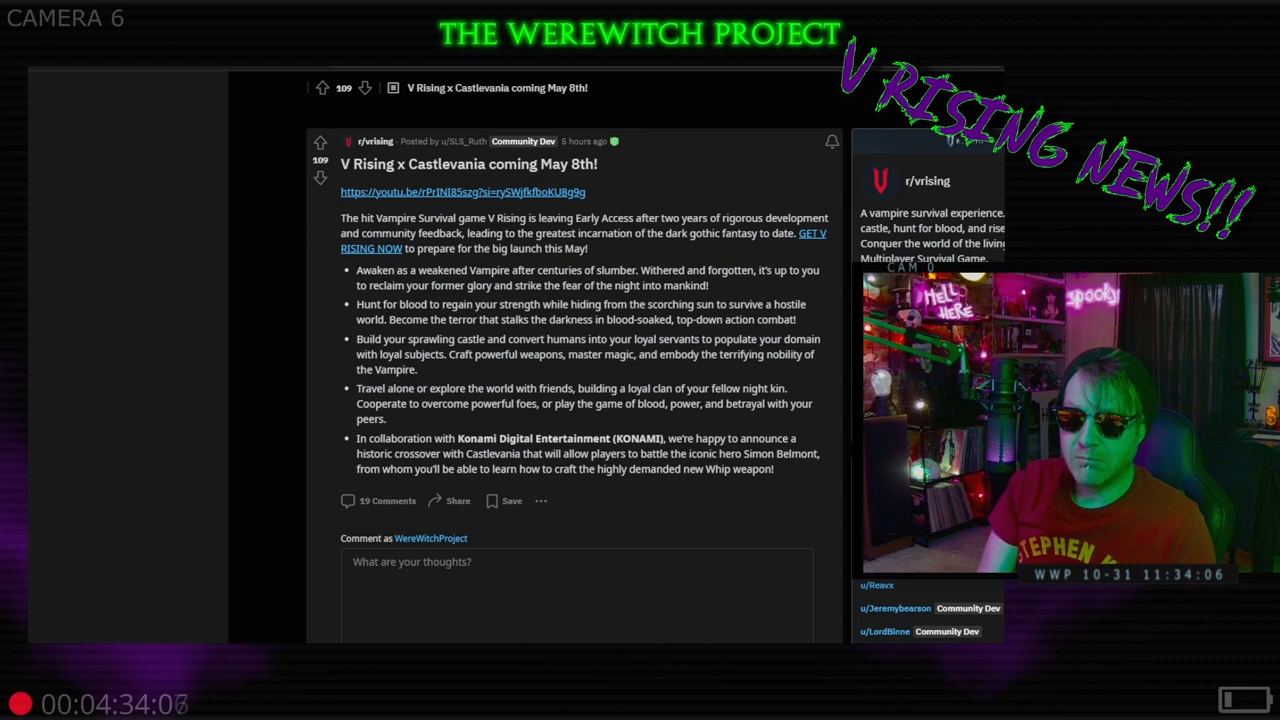 CAMERA 6
THE WEREWITCH PROJECT
V RISING NEWS!!
109 V Rising x Castlevania coming May 8th!
r/vrising · Posted by u/SLS_Ruth Community Dev 5 hours ago
109
V Rising x Castlevania coming May 8th!
https://youtu.be/rPrINI85szg?si=rySWjfkfboKU8g9g
The hit Vampire Survival game V Rising is leaving Early Access after two years of rigorous development
and community feedback, leading to the greatest incarnation of the dark gothic fantasy to date. GET V
RISING NOW to prepare for the big launch this May!
• Awaken as a weakened Vampire after centuries of slumber. Withered and forgotten, it's up to you
to reclaim your former glory and strike the fear of the night into mankind!
• Hunt for blood to regain your strength while hiding from the scorching sun to survive a hostile
world. Become the terror that stalks the darkness in blood-soaked, top-down action combat!
• Build your sprawling castle and convert humans into your loyal servants to populate your domain
with loyal subjects. Craft powerful weapons, master magic, and embody the terrifying nobility of
the Vampire.
• Travel alone or explore the world with friends, building a loyal clan of your fellow night kin.
Cooperate to overcome powerful foes, or play the game of blood, power, and betrayal with your
peers.
• In collaboration with Konami Digital Entertainment (KONAMI), we're happy to announce a
historic crossover with Castlevania that will allow players to battle the iconic hero Simon Belmont,
from whom you'll be able to learn how to craft the highly demanded new Whip weapon!
19 Comments Share Save ...
Comment as WereWitchProject
What are your thoughts?
r/vrising
A vampire survival experience.
castle, hunt for blood, and rise
Conquer the world of the living
Multiplayer Survival Game.
CAM 0
HELL
HERE
spooky
STEPHEN K
WWP 10-31 11:34:06
u/Reavx
u/Jeremybearson Community Dev
u/LordBinne Community Dev